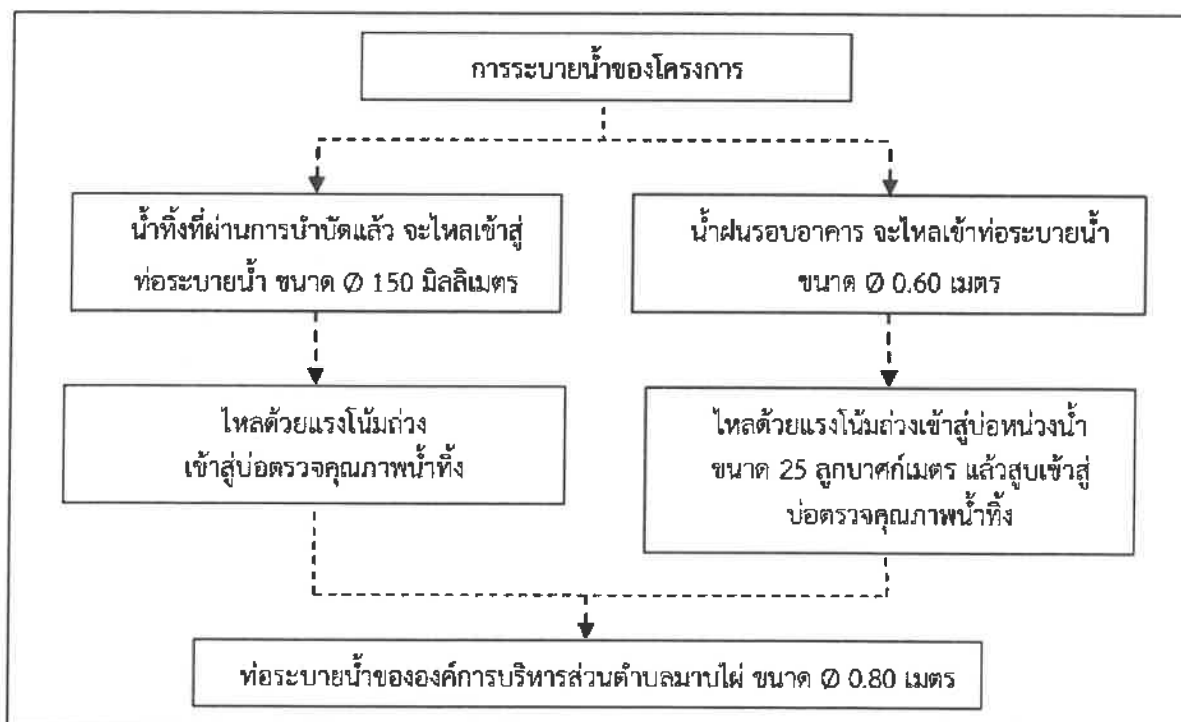 การระบายน้ำของโครงการ
น้ำทิ้งที่ผ่านการบำบัดแล้ว จะไหลเข้าสู่
ท่อระบายน้ำ ขนาด Ø 150 มิลลิเมตร
น้ำฝนรอบอาคาร จะไหลเข้าท่อระบายน้ำ
ขนาด Ø 0.60 เมตร
ไหลด้วยแรงโน้มถ่วง
เข้าสู่บ่อตรวจคุณภาพน้ำทิ้ง
ไหลด้วยแรงโน้มถ่วงเข้าสู่บ่อหน่วงน้ำ
ขนาด 25 ลูกบาศก์เมตร แล้วสูบเข้าสู่
บ่อตรวจคุณภาพน้ำทิ้ง
ท่อระบายน้ำขององค์การบริหารส่วนตำบลมาบไผ่ ขนาด Ø 0.80 เมตร